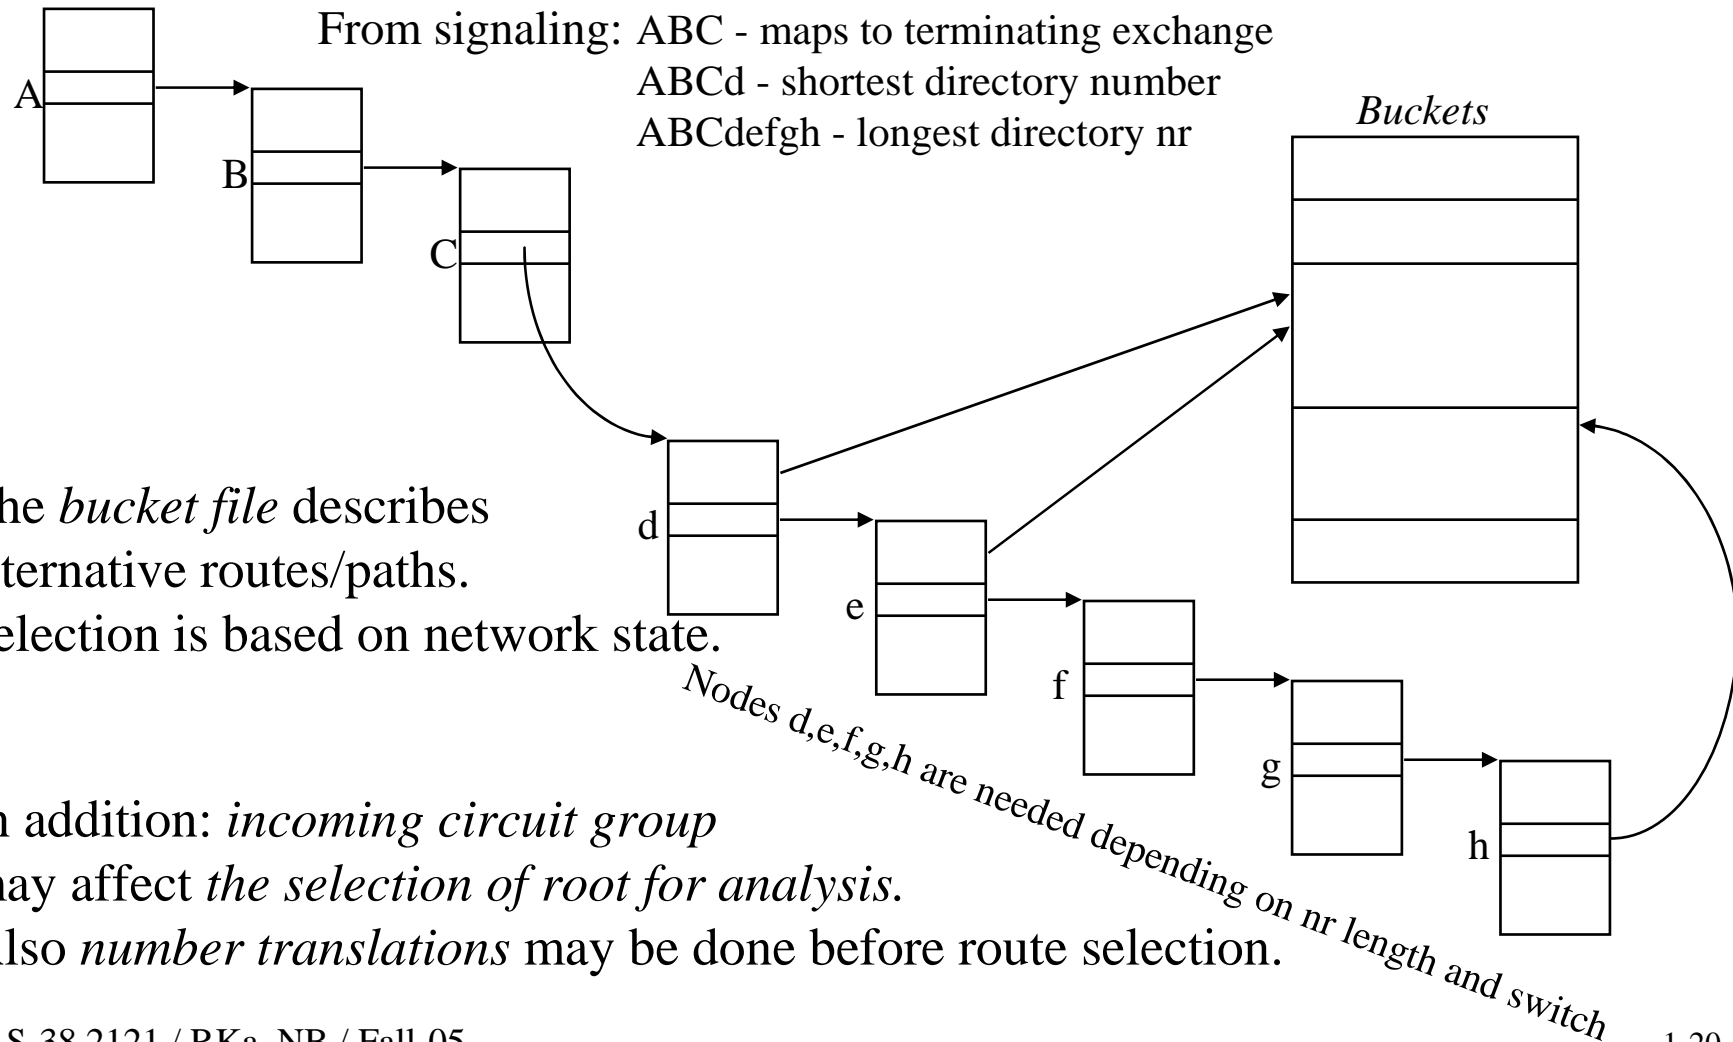 From signaling: ABC - maps to terminating exchange
ABCd - shortest directory number
ABCdefgh - longest directory nr
Buckets
A
B
C
he bucket file describes
ternative routes/paths.
election is based on network state.
d
e
f
g
h
Nodes d,e,f,g,h are needed depending on nr length and switch
n addition: incoming circuit group
may affect the selection of root for analysis.
lso number translations may be done before route selection.
S-38.2121 / RKa, NB / Fall-05
1-20